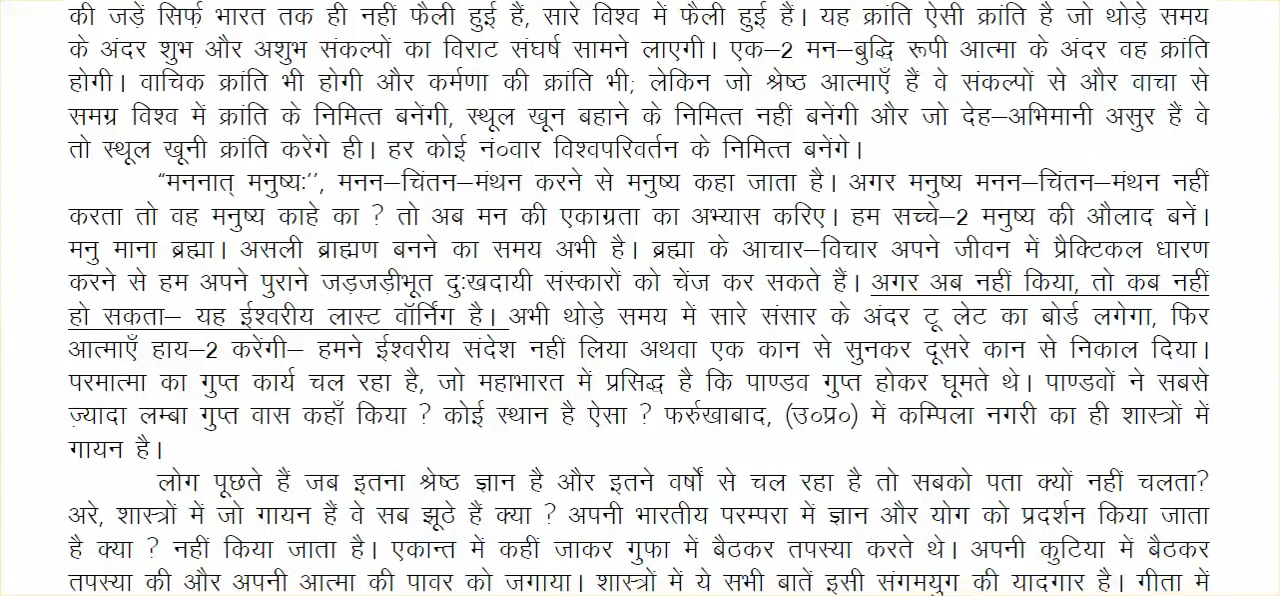 की जड़ें सिर्फ़ भारत तक ही नहीं फैली हुई हैं, सारे विश्व में फैली हुई हैं। यह क्रांति ऐसी क्रांति है जो थोड़े समय
के अंदर शुभ और अशुभ संकल्पों का विराट संघर्ष सामने लाएगी। एक–2 मन–बुद्धि रूपी आत्मा के अंदर वह क्रांति
होगी। वाचिक क्रांति भी होगी और कर्मणा की क्रांति भी; लेकिन जो श्रेष्ठ आत्माएँ हैं वे संकल्पों से और वाचा से
समग्र विश्व में क्रांति के निमित्त बनेंगी, स्थूल खून बहाने के निमित्त नहीं बनेंगी और जो देह–अभिमानी असुर हैं वे
तो स्थूल खूनी क्रांति करेंगे ही। हर कोई नं०वार विश्वपरिवर्तन के निमित्त बनेंगे।
“मननात् मनुष्यः’’, मनन–चिंतन–मंथन करने से मनुष्य कहा जाता है। अगर मनुष्य मनन–चिंतन–मंथन नहीं
करता तो वह मनुष्य काहे का ? तो अब मन की एकाग्रता का अभ्यास करिए। हम सच्चे–2 मनुष्य की औलाद बनें।
मनु माना ब्रह्मा। असली ब्राह्मण बनने का समय अभी है। ब्रह्मा के आचार–विचार अपने जीवन में प्रैक्टिकल धारण
करने से हम अपने पुराने जड़जड़ीभूत दुःखदायी संस्कारों को चेंज कर सकते हैं। अगर अब नहीं किया, तो कब नहीं
हो सकता– यह ईश्वरीय लास्ट वॉर्निंग है। अभी थोड़े समय में सारे संसार के अंदर टू लेट का बोर्ड लगेगा, फिर
आत्माएँ हाय–2 करेंगी– हमने ईश्वरीय संदेश नहीं लिया अथवा एक कान से सुनकर दूसरे कान से निकाल दिया।
परमात्मा का गुप्त कार्य चल रहा है, जो महाभारत में प्रसिद्ध है कि पाण्डव गुप्त होकर घूमते थे। पाण्डवों ने सबसे
ज़्यादा लम्बा गुप्त वास कहाँ किया ? कोई स्थान है ऐसा ? फर्रुखाबाद, (उ०प्र०) में कम्पिला नगरी का ही शास्त्रों में
गायन है।
लोग पूछते हैं जब इतना श्रेष्ठ ज्ञान है और इतने वर्षों से चल रहा है तो सबको पता क्यों नहीं चलता?
अरे, शास्त्रों में जो गायन हैं वे सब झूठे हैं क्या ? अपनी भारतीय परम्परा में ज्ञान और योग को प्रदर्शन किया जाता
है क्या ? नहीं किया जाता है। एकान्त में कहीं जाकर गुफा में बैठकर तपस्या करते थे। अपनी कुटिया में बैठकर
तपस्या की और अपनी आत्मा की पावर को जगाया। शास्त्रों में ये सभी बातें इसी संगमयुग की यादगार है। गीता में